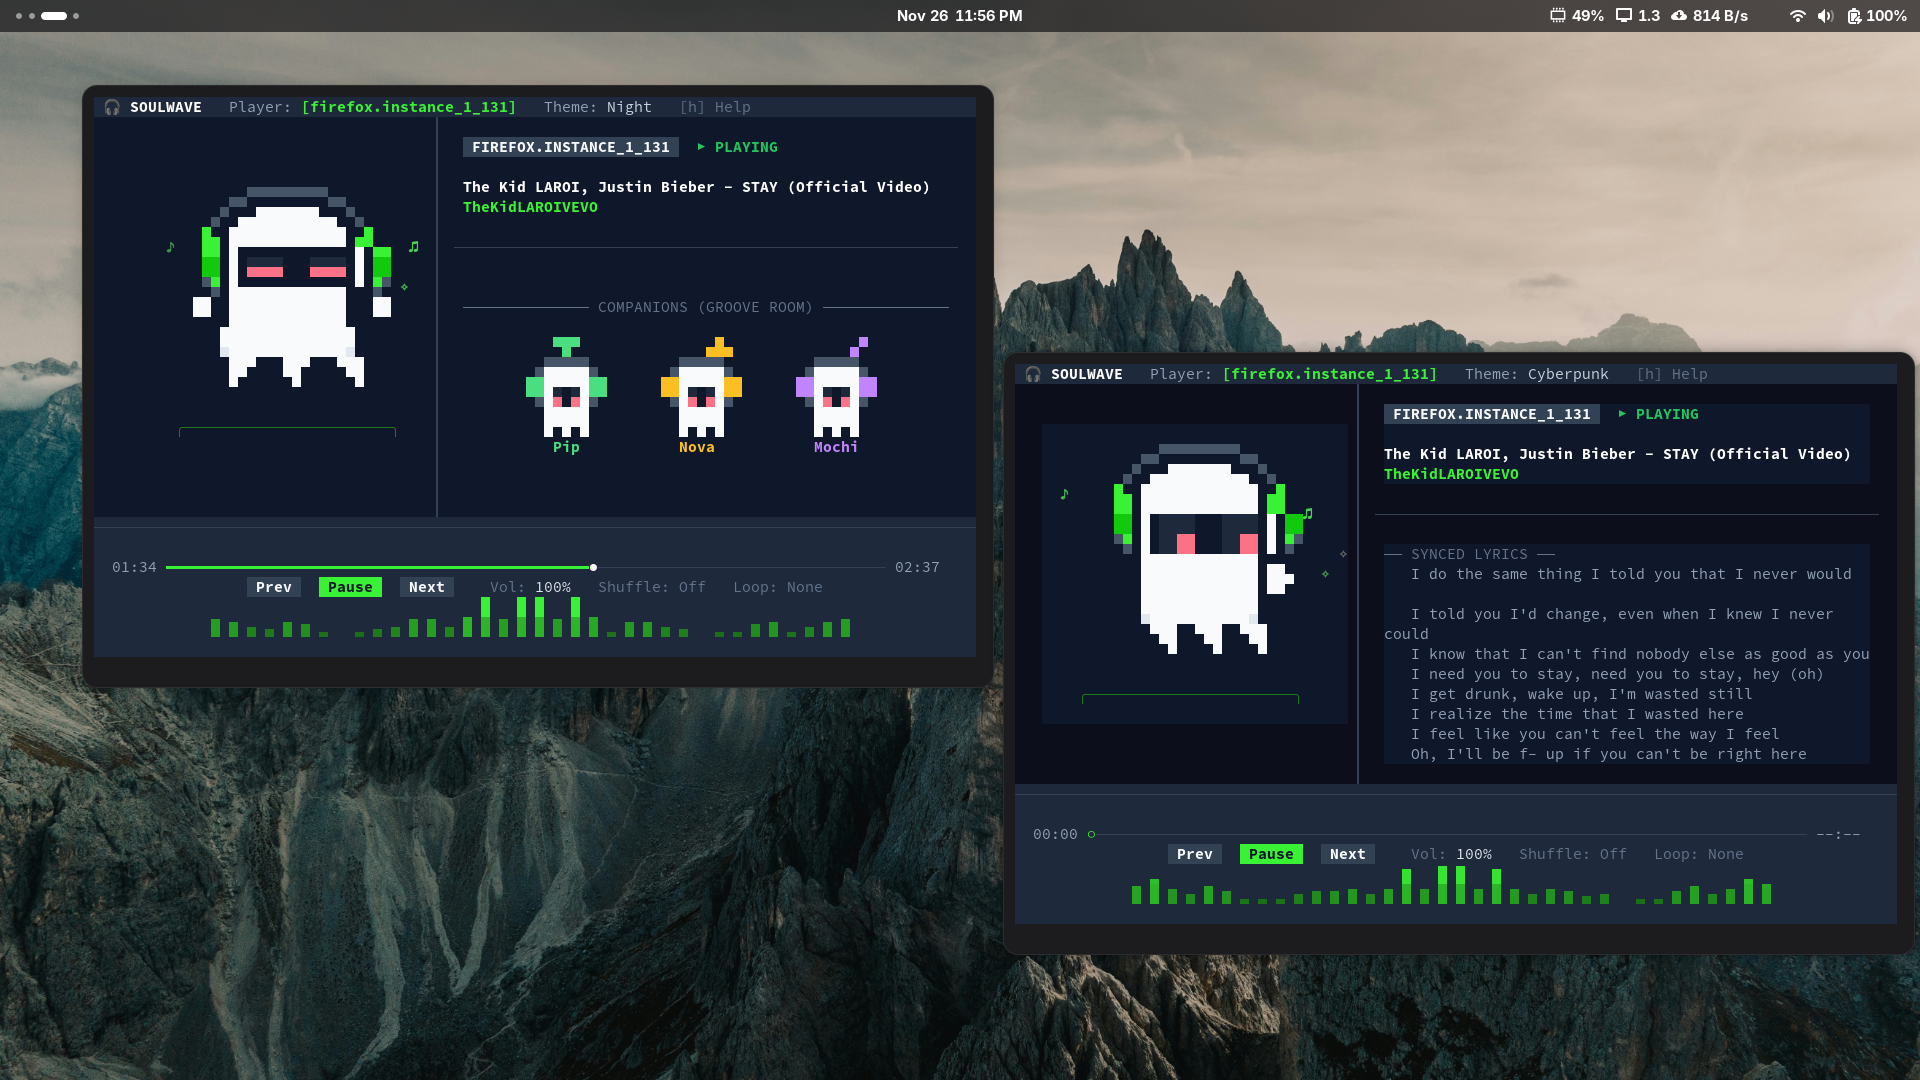 Nov 26 11:56 PM
49% 1.3 814 B/s 100%
SOULWAVE Player: [firefox.instance_1_131] Theme: Night [h] Help
FIREFOX.INSTANCE_1_131 ▶ PLAYING
The Kid LAROI, Justin Bieber - STAY (Official Video)
TheKidLAROIVEVO
COMPANIONS (GROOVE ROOM)
Pip Nova Mochi
01:34 02:37
Prev Pause Next Vol: 100% Shuffle: Off Loop: None
SOULWAVE Player: [firefox.instance_1_131] Theme: Cyberpunk [h] Help
FIREFOX.INSTANCE_1_131 ▶ PLAYING
The Kid LAROI, Justin Bieber - STAY (Official Video)
TheKidLAROIVEVO
SYNCED LYRICS
I do the same thing I told you that I never would
I told you I'd change, even when I knew I never
could
I know that I can't find nobody else as good as you
I need you to stay, need you to stay, hey (oh)
I get drunk, wake up, I'm wasted still
I realize the time that I wasted here
I feel like you can't feel the way I feel
Oh, I'll be f- up if you can't be right here
00:00 --:--
Prev Pause Next Vol: 100% Shuffle: Off Loop: None